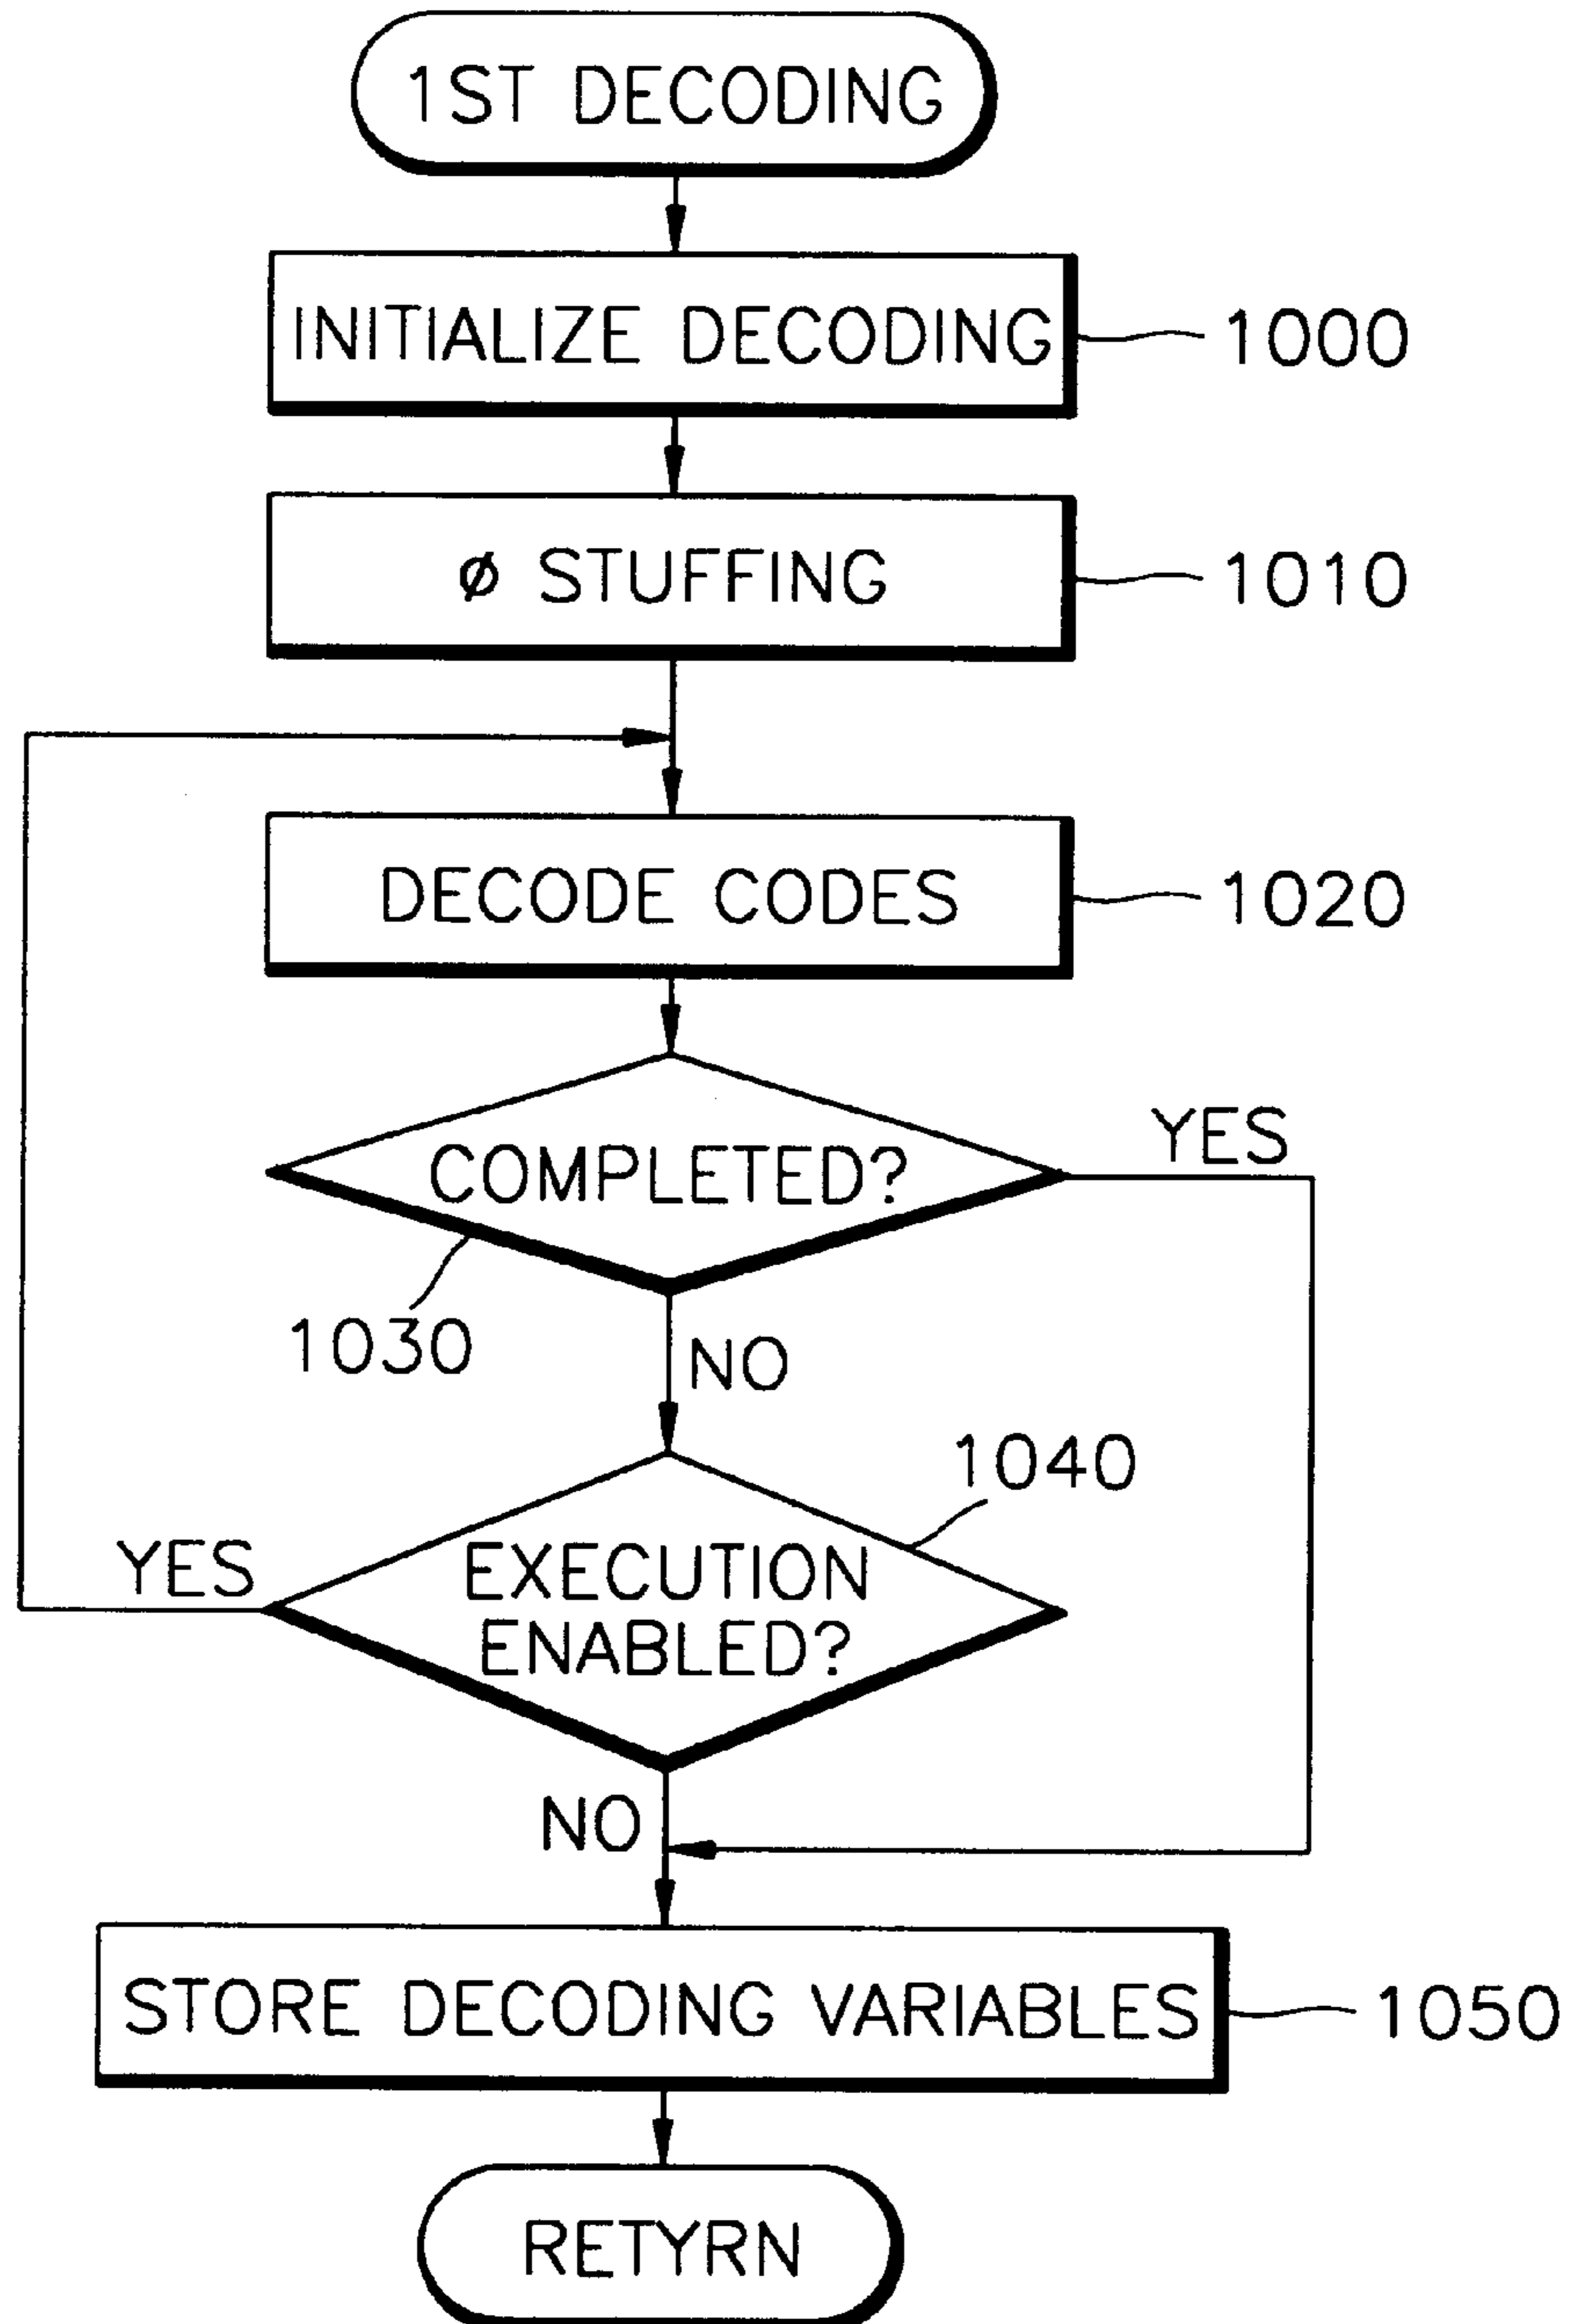 1ST DECODING
INITIALIZE DECODING
1000
ø STUFFING
1010
DECODE CODES
1020
COMPLETED?
YES
1030
NO
1040
EXECUTION
ENABLED?
YES
NO
STORE DECODING VARIABLES
1050
RETYRN